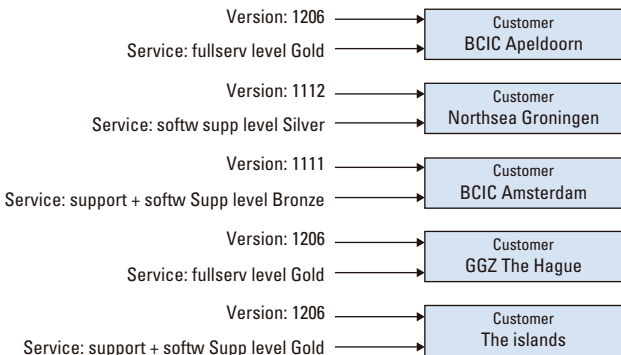 Version: 1206
Customer
BCIC Apeldoorn
Service: fullserv level Gold
Version: 1112
Customer
Northsea Groningen
Service: softw supp level Silver
Version: 1111
Customer
BCIC Amsterdam
Service: support + softw Supp level Bronze
Version: 1206
Customer
GGZ The Hague
Service: fullserv level Gold
Version: 1206
Customer
The islands
Service: support + softw Supp level Gold